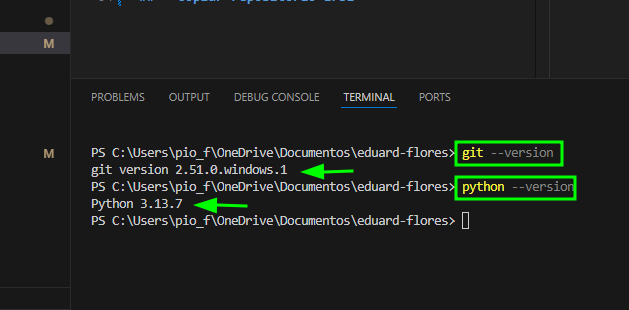 M
PROBLEMS OUTPUT DEBUG CONSOLE TERMINAL PORTS
M
PS C:\Users\pio_f\OneDrive\Documentos\eduard-flores> git --version
git version 2.51.0.windows.1
PS C:\Users\pio_f\OneDrive\Documentos\eduard-flores> python --version
Python 3.13.7
PS C:\Users\pio_f\OneDrive\Documentos\eduard-flores>